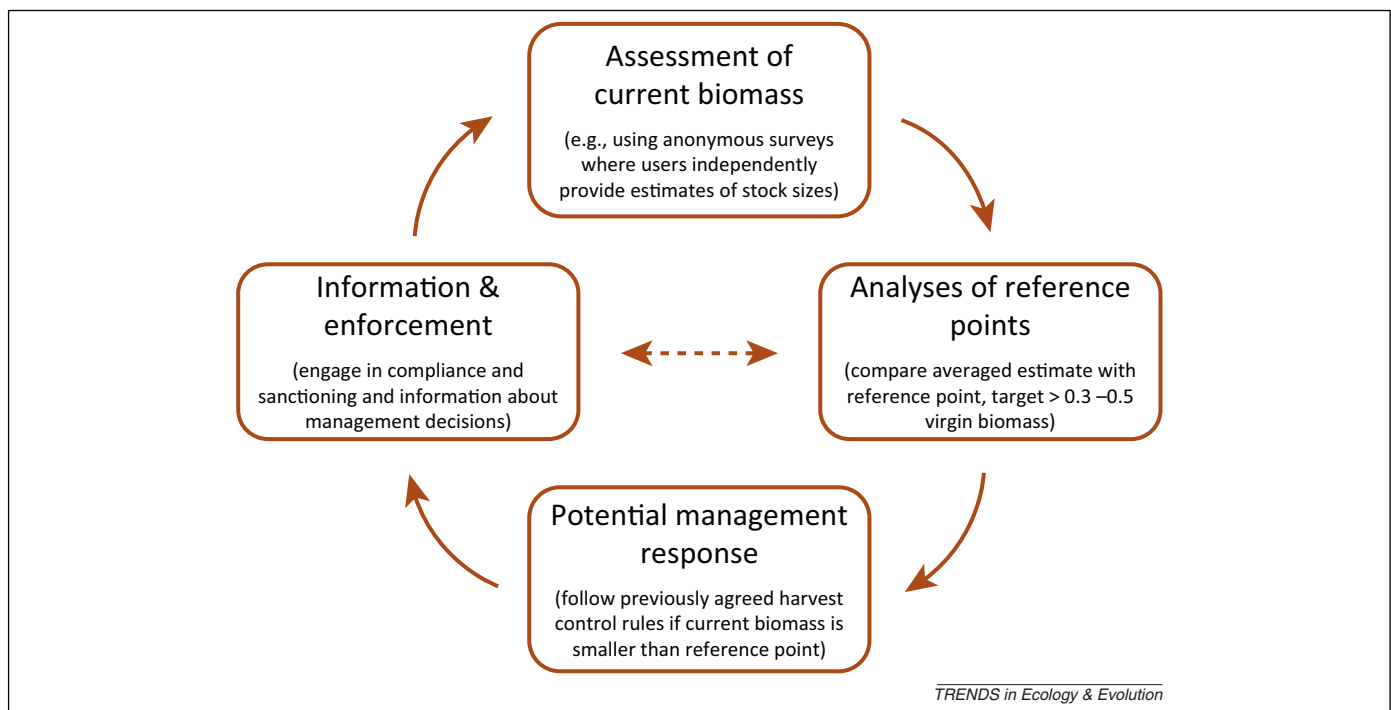 Assessment of
current biomass
(e.g., using anonymous surveys
where users independently
provide estimates of stock sizes)
Information &
enforcement
(engage in compliance and
sanctioning and information about
management decisions)
Analyses of reference
points
(compare averaged estimate with
reference point, target > 0.3 –0.5
virgin biomass)
Potential management
response
(follow previously agreed harvest
control rules if current biomass is
smaller than reference point)
TRENDS in Ecology & Evolution